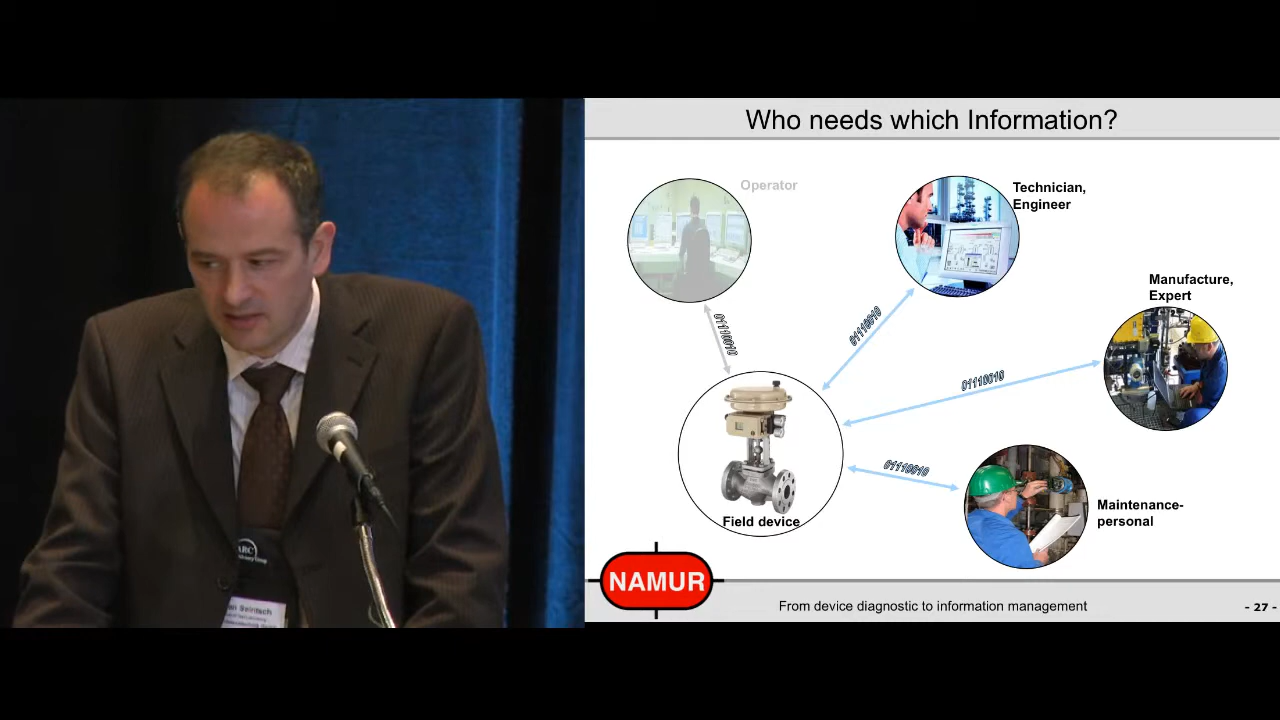 Who needs which Information?
Operator
Technician,
Engineer
Manufacture,
Expert
01110010
01110010
01110010
01110010
Field device
Maintenance-
personal
NAMUR
From device diagnostic to information management
- 27 -
ARC